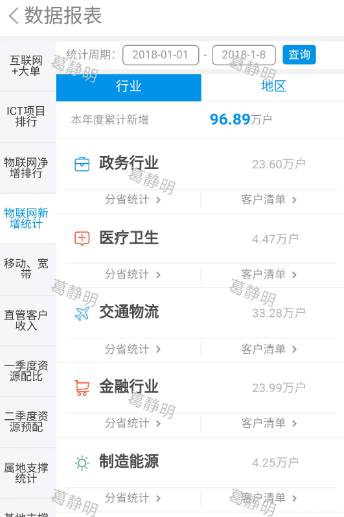 数据报表
互联网
+大单
ICT项目
排行
物联网净
增排行
物联网新
增统计
移动、宽
带
直管客户
收入
一季度资
源配比
二季度资
源预配
属地支撑
统计
基地支撑
统计周期: 2018-01-01 - 2018-1-8 查询
行业 地区
本年度累计新增 96.89万户
政务行业 23.60万户
分省统计 > 客户清单 >
医疗卫生 4.47万户
分省统计 > 客户清单 >
交通物流 33.28万户
分省统计 > 客户清单 >
金融行业 23.99万户
分省统计 > 客户清单 >
制造能源 4.25万户
分省统计 > 客户清单 >
葛静明
葛静明
葛静明
葛静明
葛静明
葛静明
葛静明
葛静明